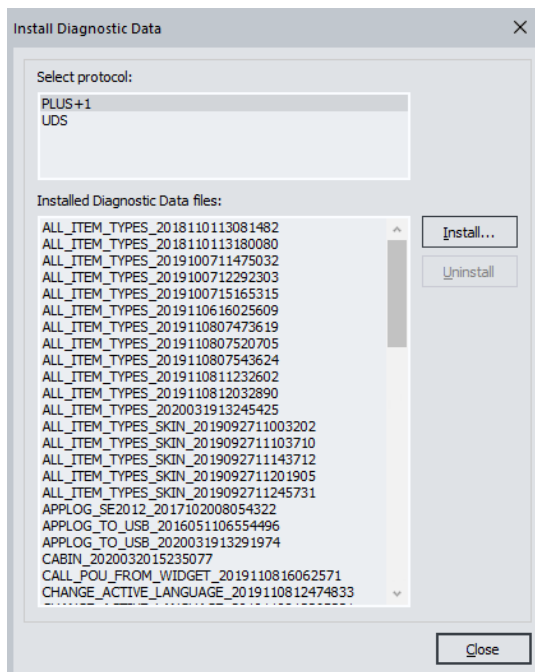 Install Diagnostic Data
Select protocol:
PLUS+1
UDS
Installed Diagnostic Data files:
ALL_ITEM_TYPES_2018110113081482
ALL_ITEM_TYPES_2018110113180080
ALL_ITEM_TYPES_2019100711475032
ALL_ITEM_TYPES_2019100712292303
ALL_ITEM_TYPES_2019100715165315
ALL_ITEM_TYPES_2019110616025609
ALL_ITEM_TYPES_2019110807473619
ALL_ITEM_TYPES_2019110807520705
ALL_ITEM_TYPES_2019110807543624
ALL_ITEM_TYPES_2019110811232602
ALL_ITEM_TYPES_2019110812032890
ALL_ITEM_TYPES_2020031913245425
ALL_ITEM_TYPES_SKIN_2019092711003202
ALL_ITEM_TYPES_SKIN_2019092711103710
ALL_ITEM_TYPES_SKIN_2019092711143712
ALL_ITEM_TYPES_SKIN_2019092711201905
ALL_ITEM_TYPES_SKIN_2019092711245731
APPLOG_SE2012_2017102008054322
APPLOG_TO_USB_2016051106554496
APPLOG_TO_USB_2020031913291974
CABIN_2020032015235077
CALL_POU_FROM_WIDGET_2019110816062571
CHANGE_ACTIVE_LANGUAGE_2019110812474833
Install...
Uninstall
Close